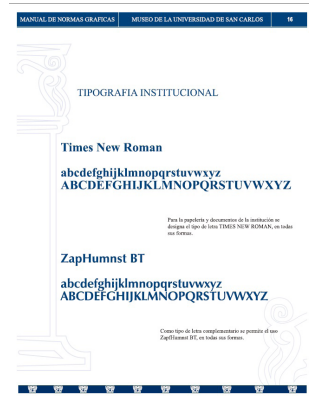 MANUAL DE NORMAS GRAFICAS MUSEO DE LA UNIVERSIDAD DE SAN CARLOS 16
TIPOGRAFIA INSTITUCIONAL
Times New Roman
abcdefghijklmnopqrstuvwxyz
ABCDEFGHIJKLMNOPQRSTUVWXYZ
Para la papelería y documentos de la institución se
designa el tipo de letra TIMES NEW ROMAN, en todas
sus formas.
ZapHumnst BT
abcdefghijklmnopqrstuvwxyz
ABCDEFGHIJKLMNOPQRSTUVWXYZ
Como tipo de letra complementario se permite el uso
ZapfHumnst BT, en todas sus formas.